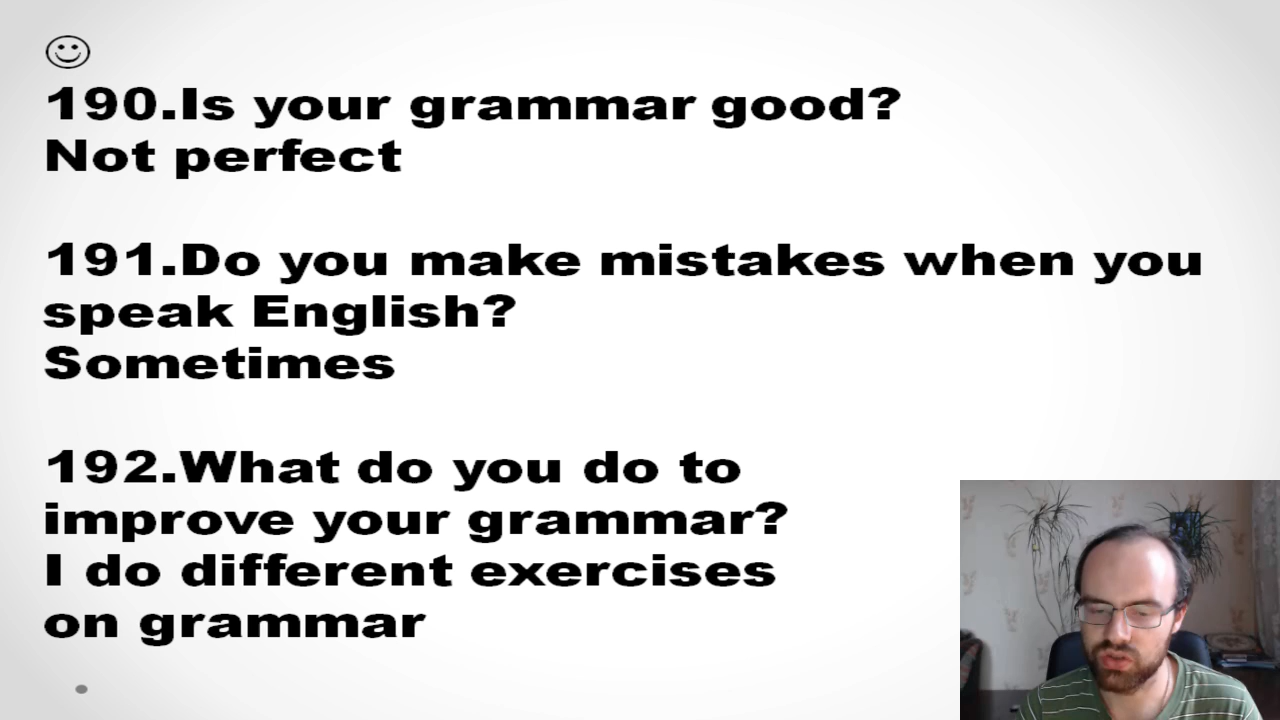 190.Is your grammar good?
Not perfect
191.Do you make mistakes when you
speak English?
Sometimes
192.What do you do to
improve your grammar?
I do different exercises
on grammar